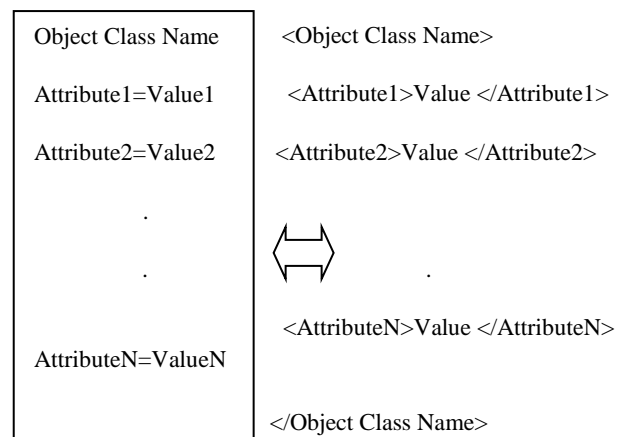 Object Class Name
Attribute1=Value1
Attribute2=Value2
.
.
AttributeN=ValueN
<Object Class Name>
<Attribute1>Value </Attribute1>
<Attribute2>Value </Attribute2>
.
<AttributeN>Value </AttributeN>
</Object Class Name>